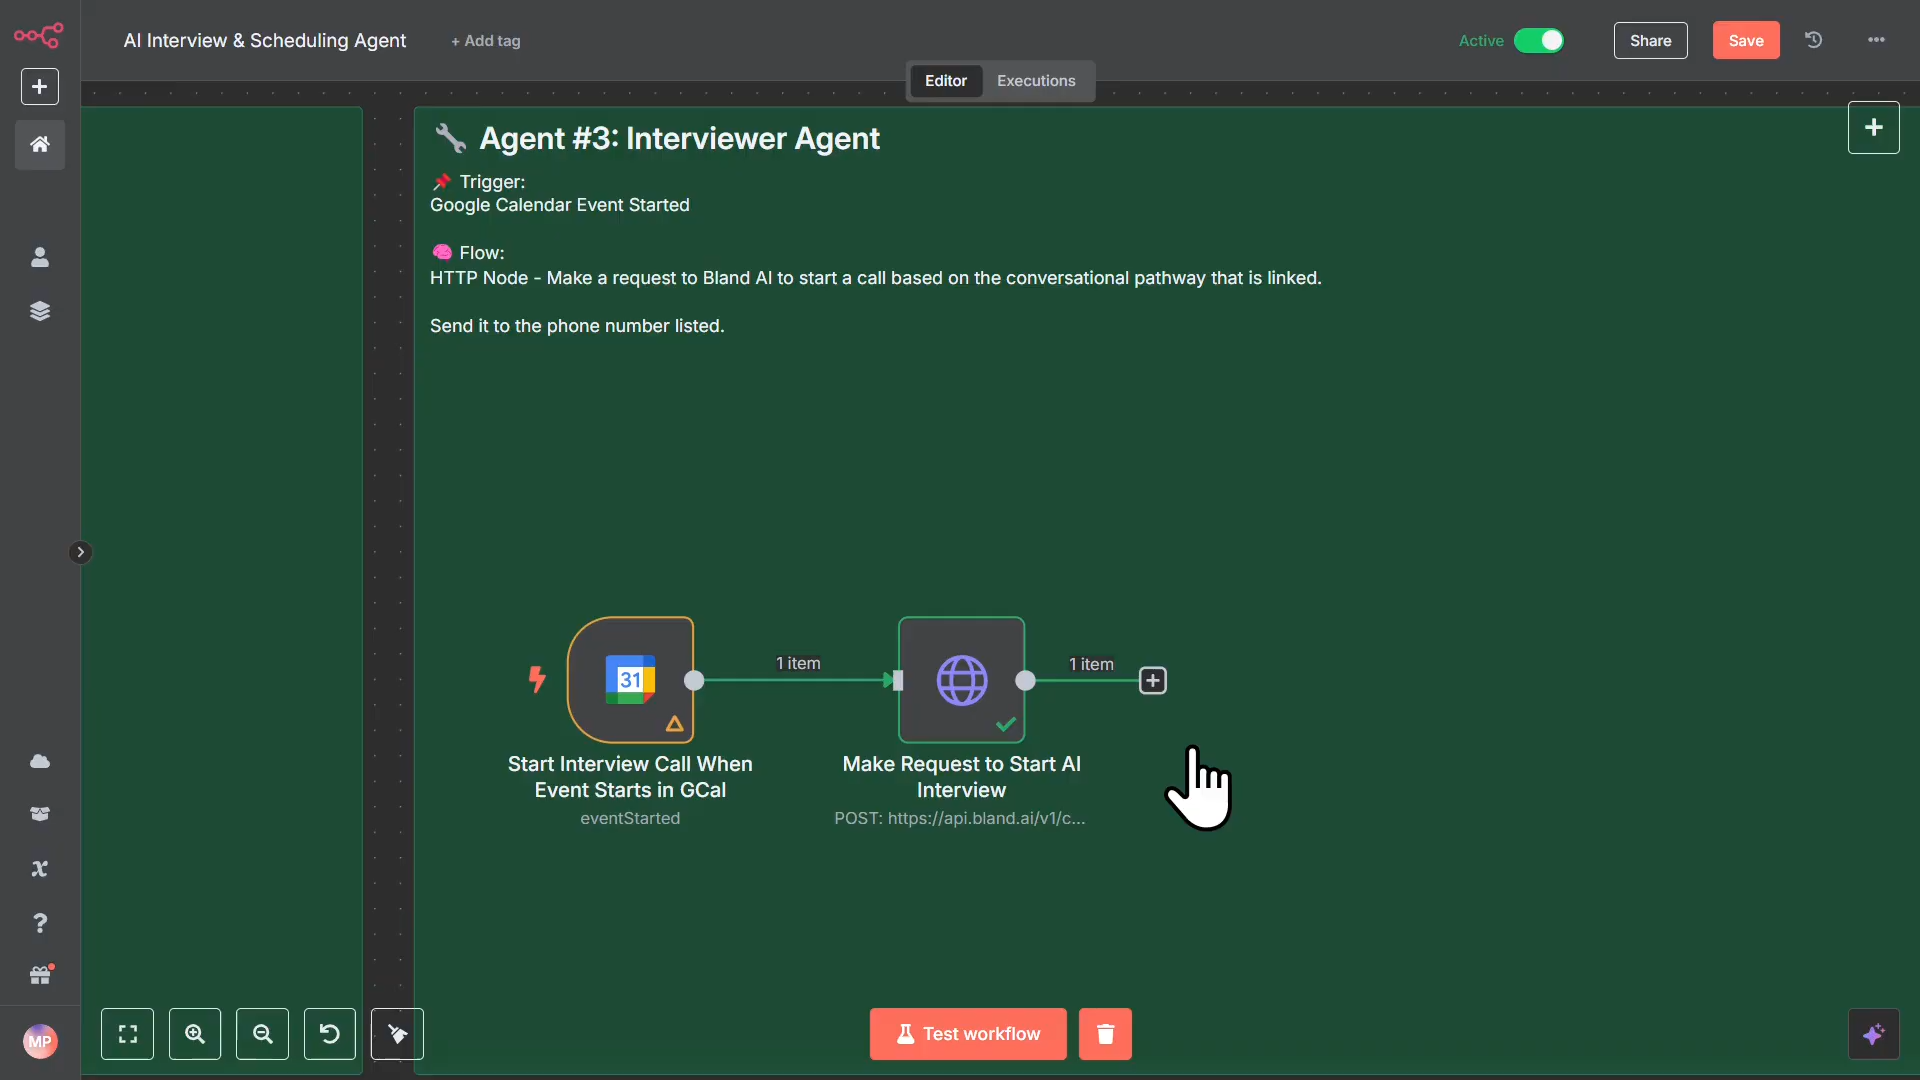 AI Interview & Scheduling Agent
+ Add tag
Active
Share
Save
Editor
Executions
Agent #3: Interviewer Agent
Trigger:
Google Calendar Event Started
Flow:
HTTP Node - Make a request to Bland AI to start a call based on the conversational pathway that is linked.
Send it to the phone number listed.
31
1 item
1 item
Start Interview Call When
Event Starts in GCal
eventStarted
Make Request to Start AI
Interview
POST: https://api.bland.ai/v1/c...
MP
Test workflow